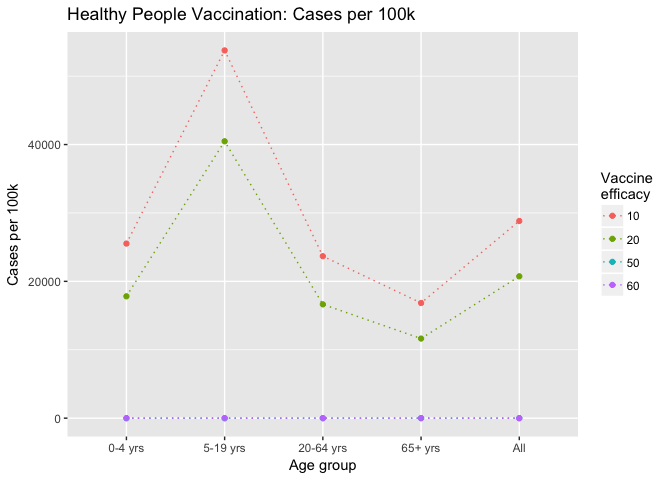 Healthy People Vaccination: Cases per 100k
Cases per 100k
40000
20000
0
0-4 yrs
5-19 yrs
20-64 yrs
65+ yrs
All
Age group
Vaccine
efficacy
10
20
50
60